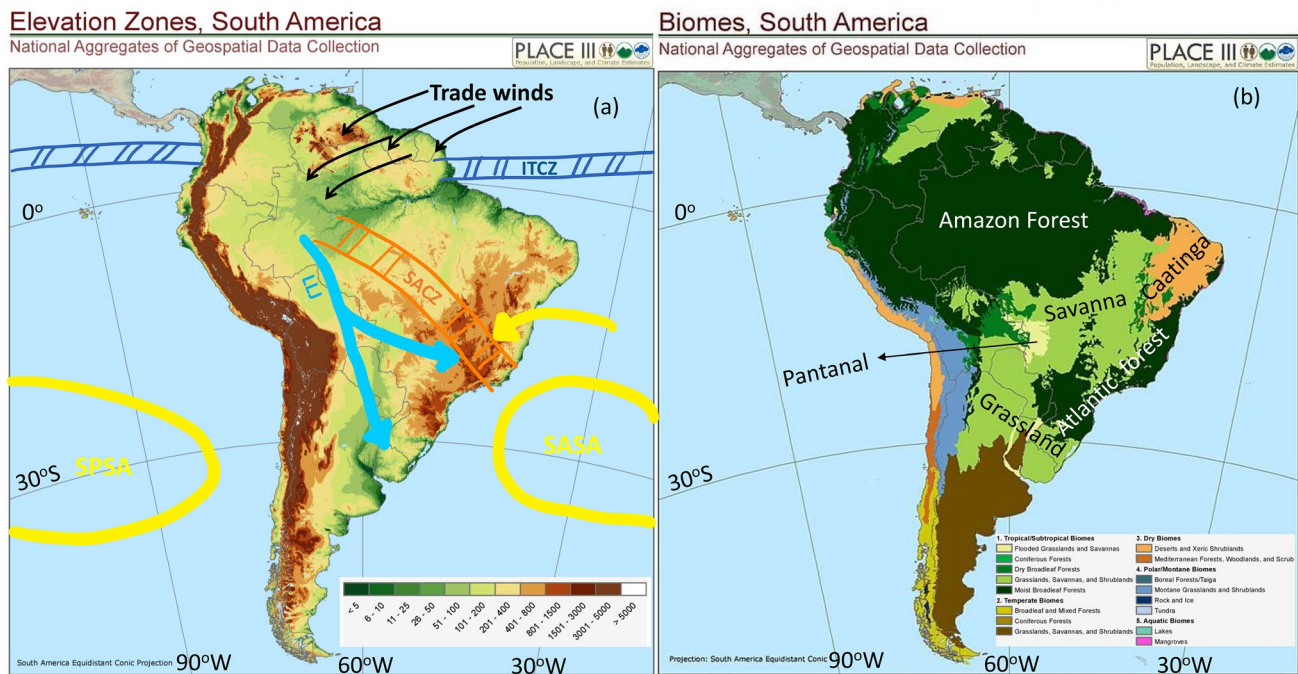 Elevation Zones, South America
National Aggregates of Geospatial Data Collection
PLACE III
Population, Landscape, and Climate Estimates
Trade winds
(a)
ITCZ
0º
LLJ
SACZ
SPSA
SASA
30ºS
< 5
6 - 10
11 - 25
26 - 50
51 - 100
101 - 200
201 - 400
401 - 800
801 - 1500
1501 - 3000
3001 - 5000
> 5000
South America Equidistant Conic Projection
90ºW
60ºW
30ºW
Biomes, South America
National Aggregates of Geospatial Data Collection
PLACE III
Population, Landscape, and Climate Estimates
(b)
0º
Amazon Forest
Caatinga
Savanna
Pantanal
Atlantic forest
Grassland
30ºS
1. Tropical/Subtropical Biomes
Flooded Grasslands and Savannas
Coniferous Forests
Dry Broadleaf Forests
Grasslands, Savannas, and Shrublands
Moist Broadleaf Forests
2. Temperate Biomes
Broadleaf and Mixed Forests
Coniferous Forests
Grasslands, Savannas, and Shrublands
3. Dry Biomes
Deserts and Xeric Shrublands
Mediterranean Forests, Woodlands, and Scrub
4. Polar/Montane Biomes
Boreal Forests/Taiga
Montane Grasslands and Shrublands
Rock and Ice
Tundra
5. Aquatic Biomes
Lakes
Mangroves
Projection: South America Equidistant Conic
90ºW
60ºW
30ºW